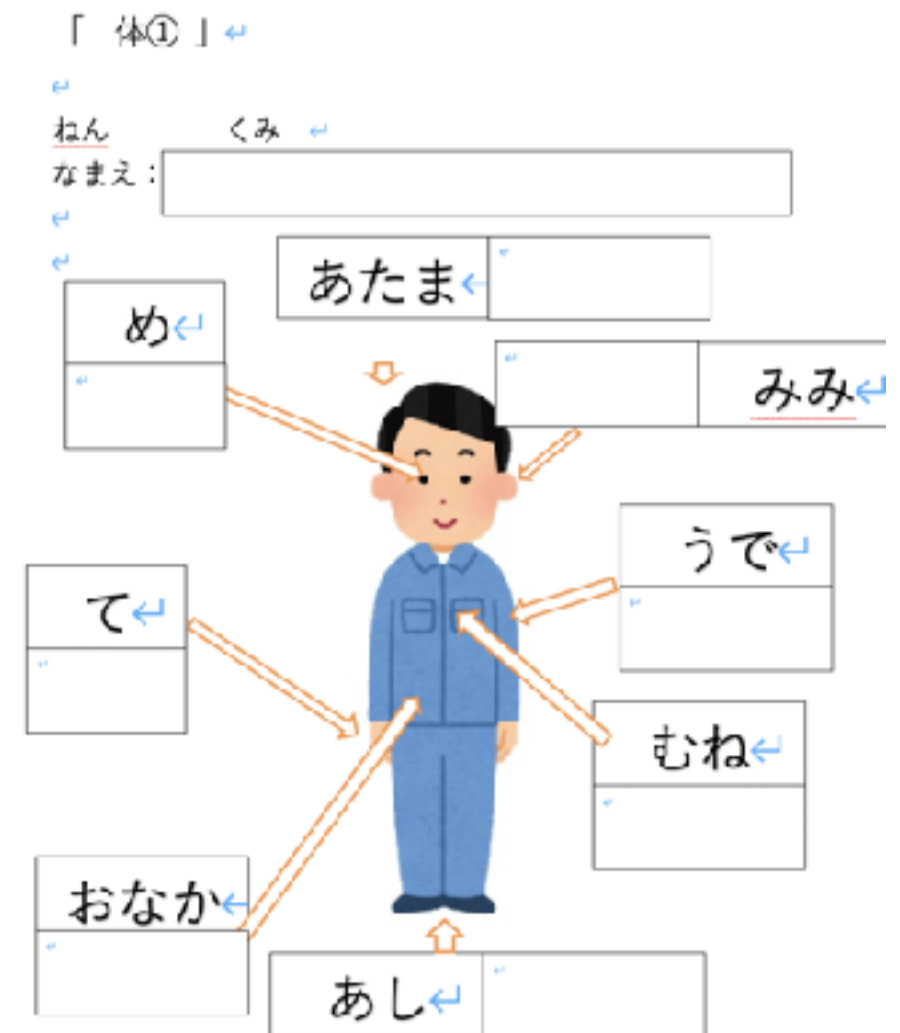 「 体① 」
ねん くみ
なまえ：
あたま
め
みみ
うで
て
むね
おなか
あし